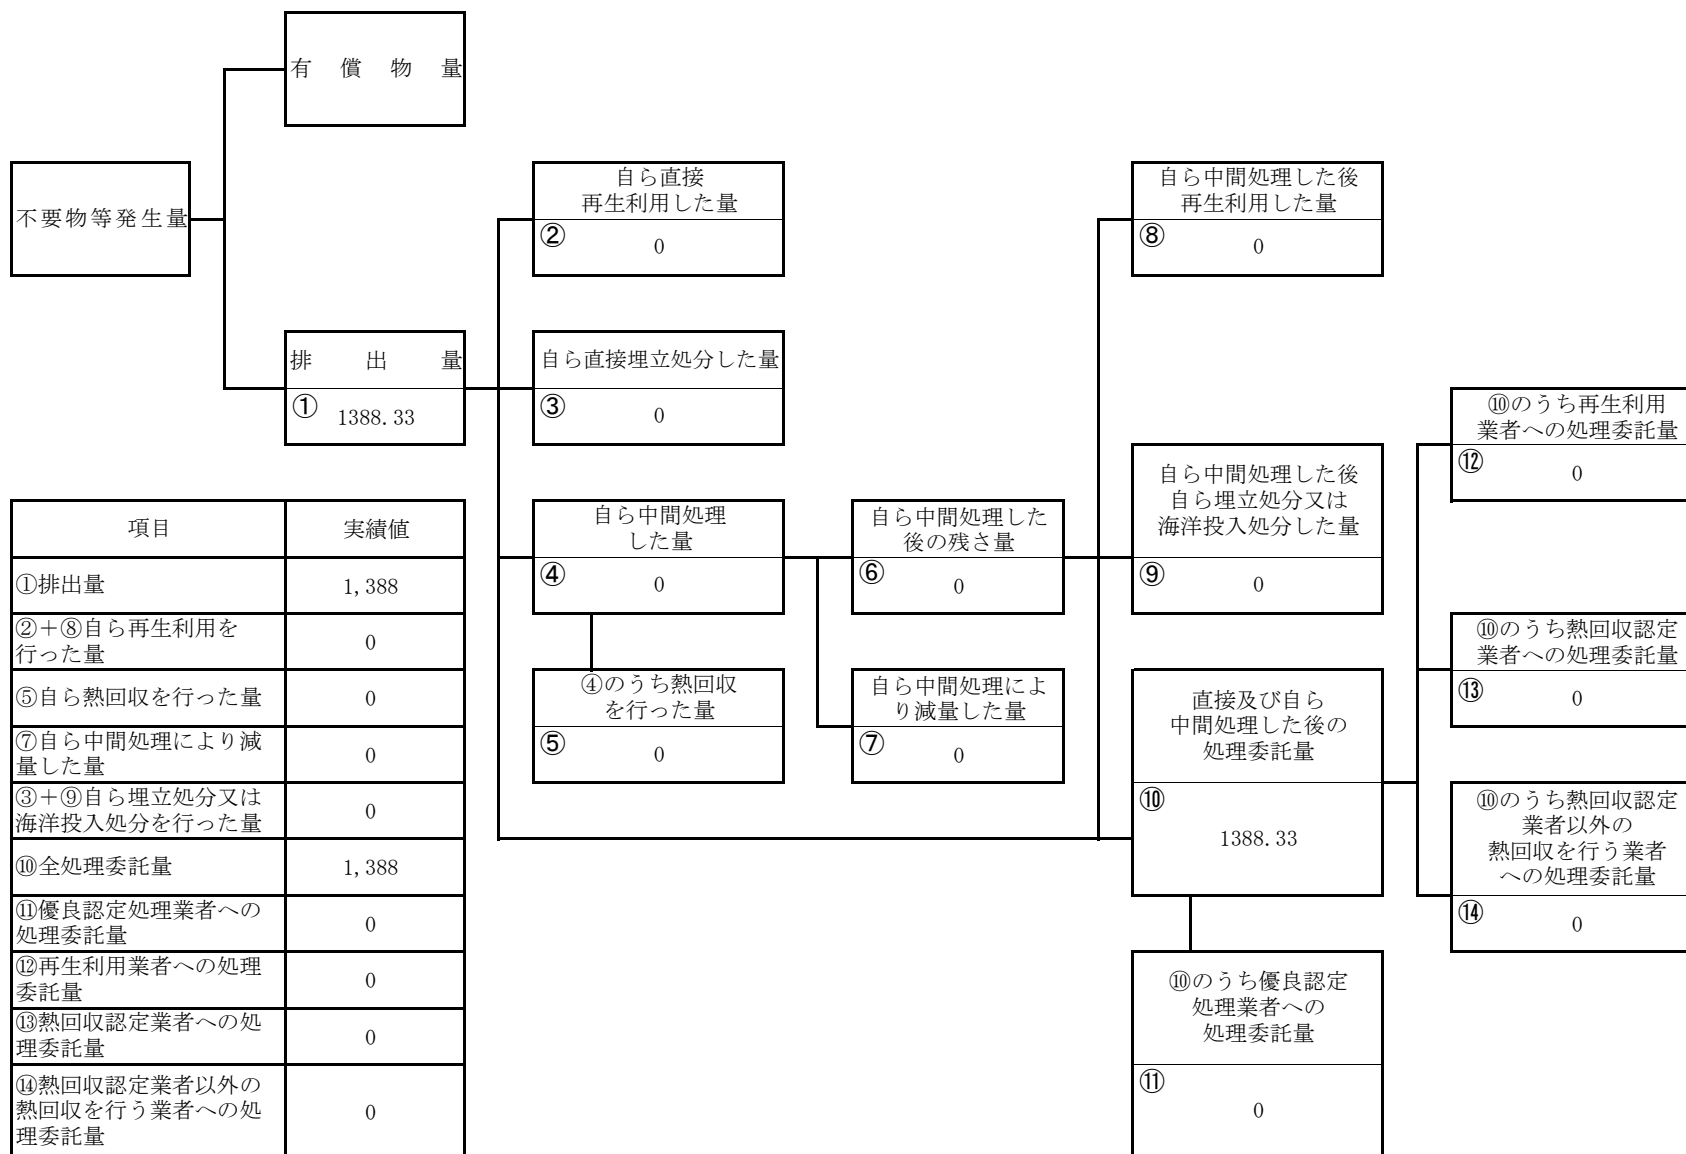 有償物量
不要物等発生量
排出量
① 1388.33
自ら直接
再生利用した量
② 0
自ら直接埋立処分した量
③ 0
自ら中間処理
した量
④ 0
④のうち熱回収
を行った量
⑤ 0
自ら中間処理した
後の残さ量
⑥ 0
自ら中間処理によ
り減量した量
⑦ 0
自ら中間処理した後
再生利用した量
⑧ 0
自ら中間処理した後
自ら埋立処分又は
海洋投入処分した量
⑨ 0
直接及び自ら
中間処理した後の
処理委託量
⑩
1388.33
⑩のうち優良認定
処理業者への
処理委託量
⑪
0
⑩のうち再生利用
業者への処理委託量
⑫ 0
⑩のうち熱回収認定
業者への処理委託量
⑬ 0
⑩のうち熱回収認定
業者以外の
熱回収を行う業者
への処理委託量
⑭ 0
項目 実績値
①排出量 1,388
②+⑧自ら再生利用を
行った量 0
⑤自ら熱回収を行った量 0
⑦自ら中間処理により減
量した量 0
③+⑨自ら埋立処分又は
海洋投入処分を行った量 0
⑩全処理委託量 1,388
⑪優良認定処理業者への
処理委託量 0
⑫再生利用業者への処理
委託量 0
⑬熱回収認定業者への処
理委託量 0
⑭熱回収認定業者以外の
熱回収を行う業者への処
理委託量 0